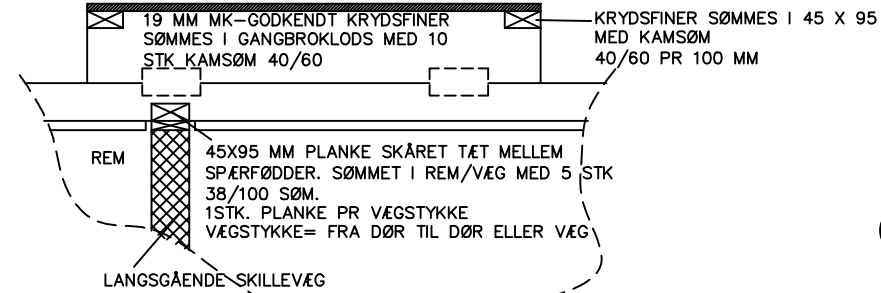 19 MM MK-GODKENDT KRYDSFINER
SØMMES I GANGBROKLODS MED 10
STK KAMSØM 40/60
KRYDSFINER SØMMES I 45 X 95
MED KAMSØM
40/60 PR 100 MM
REM
45X95 MM PLANKE SKÅRET TÆT MELLEM
SPÆRFØDDER. SØMMET I REM/VÆG MED 5 STK
38/100 SØM.
1STK. PLANKE PR VÆGSTYKKE
VÆGSTYKKE= FRA DØR TIL DØR ELLER VÆG
LANGSGÅENDE SKILLEVÆG